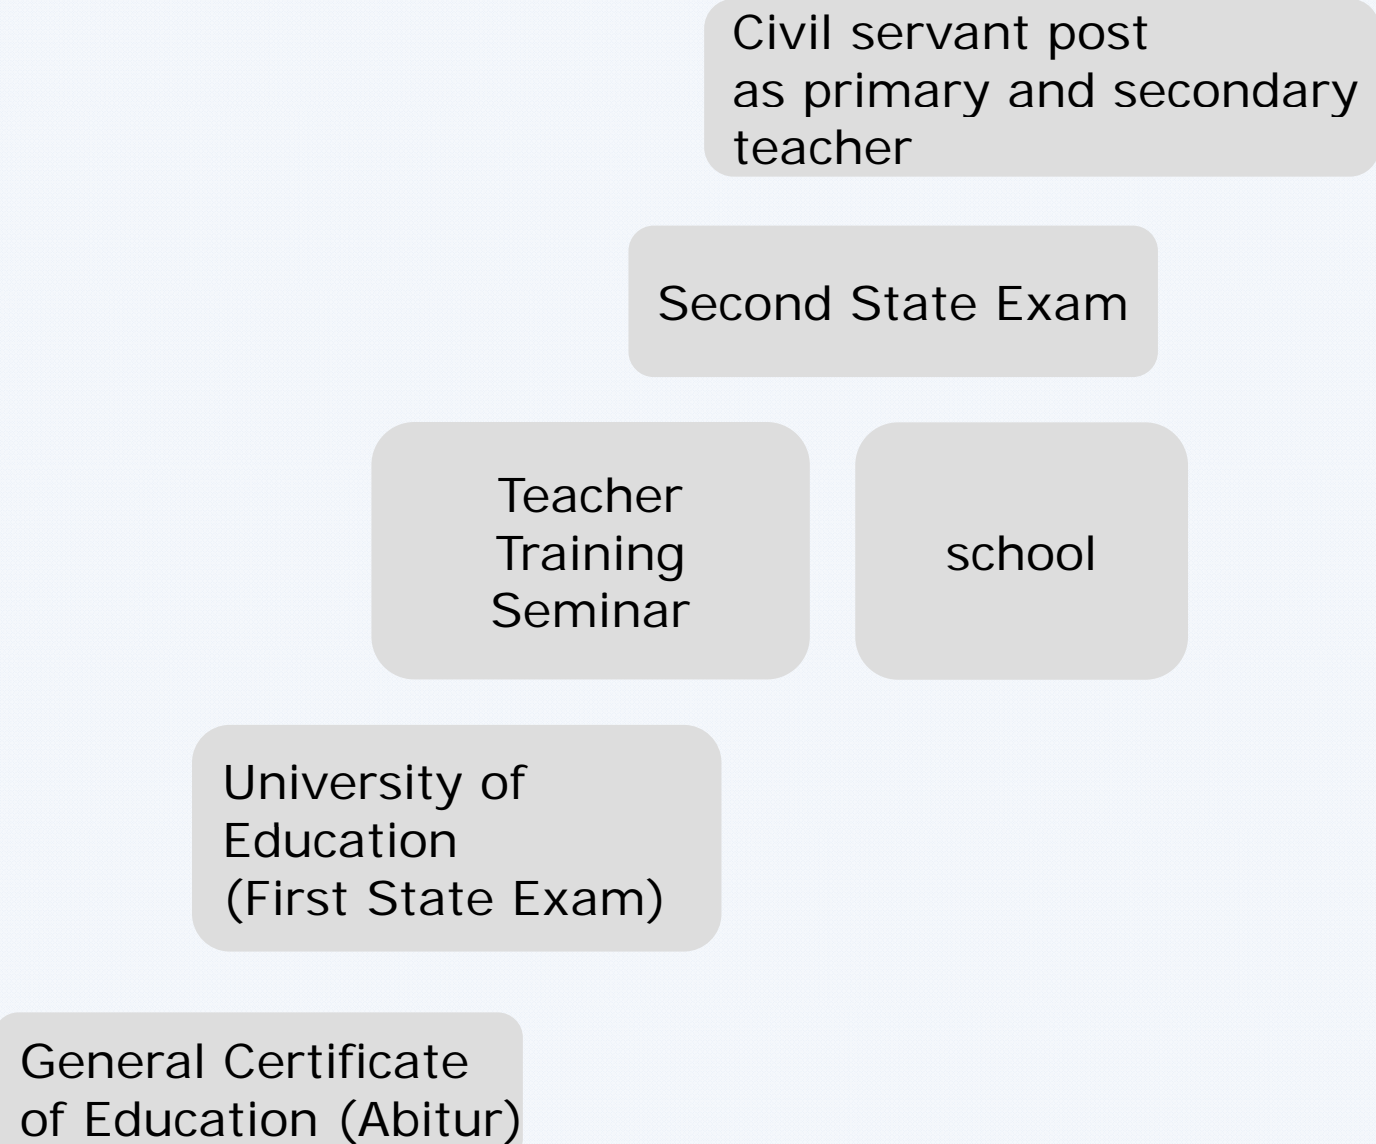 Civil servant post
as primary and secondary
teacher
Second State Exam
Teacher
Training
Seminar
school
University of
Education
(First State Exam)
General Certificate
of Education (Abitur)